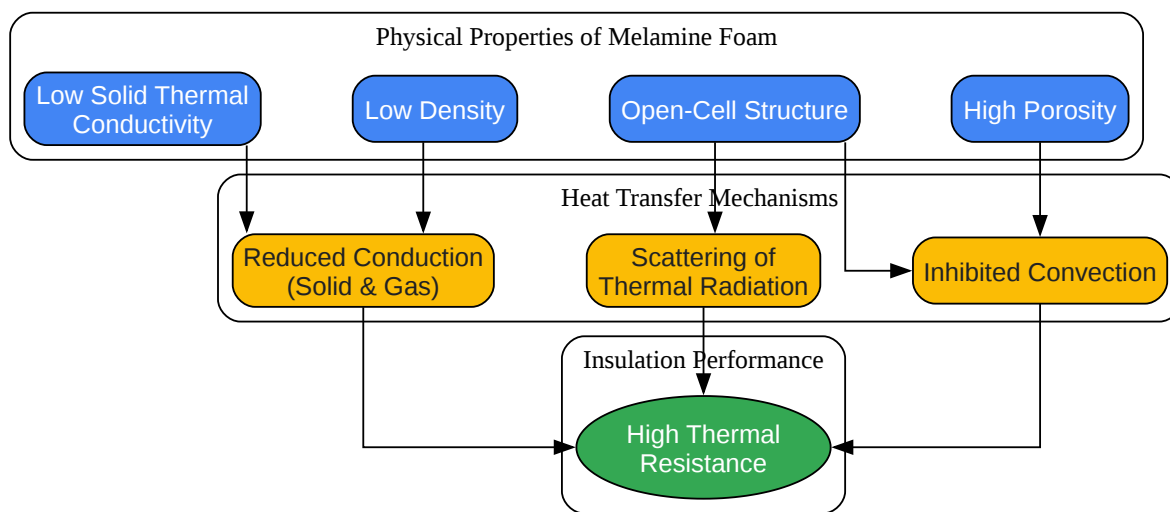 Physical Properties of Melamine Foam
Low Solid Thermal
Conductivity
Low Density
Open-Cell Structure
High Porosity
Heat Transfer Mechanisms
Reduced Conduction
(Solid & Gas)
Scattering of
Thermal Radiation
Inhibited Convection
Insulation Performance
High Thermal
Resistance